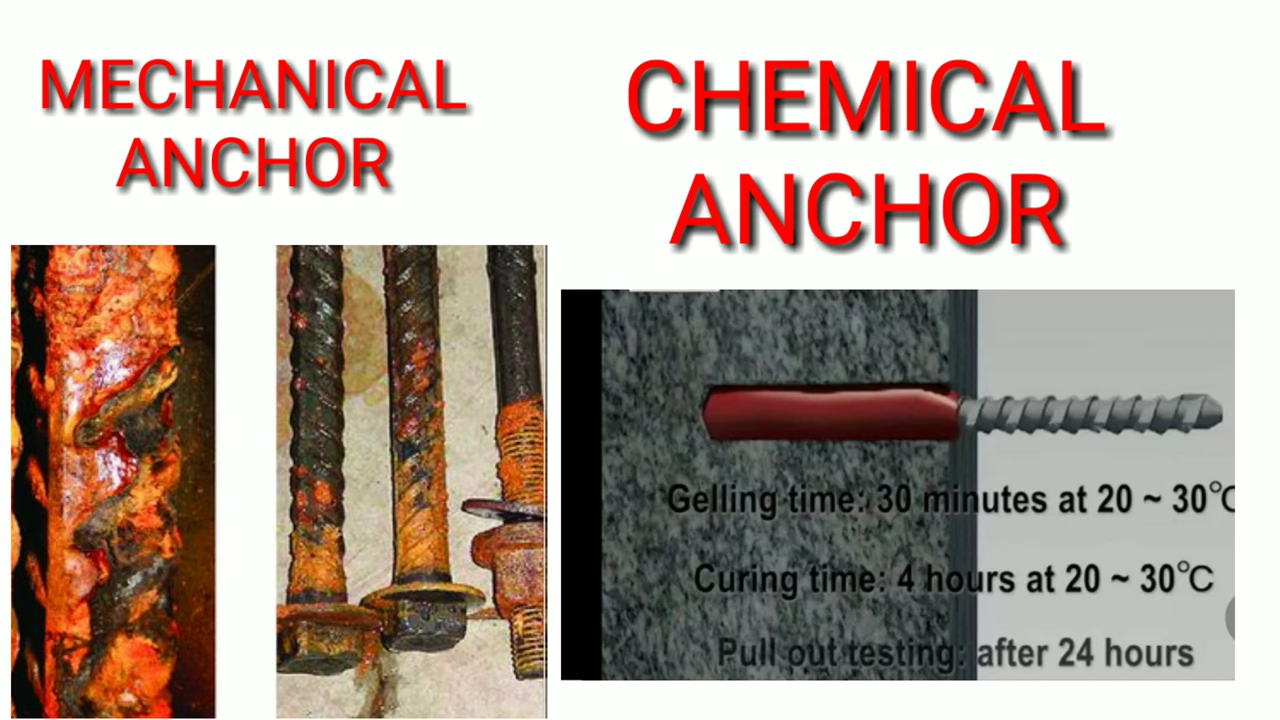 MECHANICAL
ANCHOR
CHEMICAL
ANCHOR
Gelling time: 30 minutes at 20 ~ 30°C
Curing time: 4 hours at 20 ~ 30°C
Pull out testing: after 24 hours